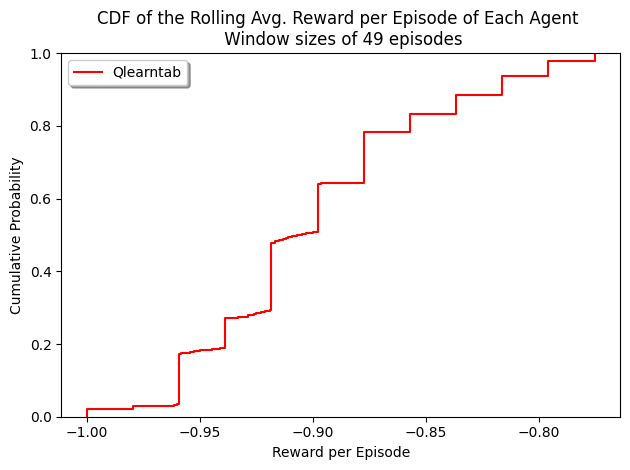 CDF of the Rolling Avg. Reward per Episode of Each Agent
Window sizes of 49 episodes
Qlearntab
1.0
0.8
0.6
0.4
0.2
0.0
Cumulative Probability
−1.00
−0.95
−0.90
−0.85
−0.80
Reward per Episode